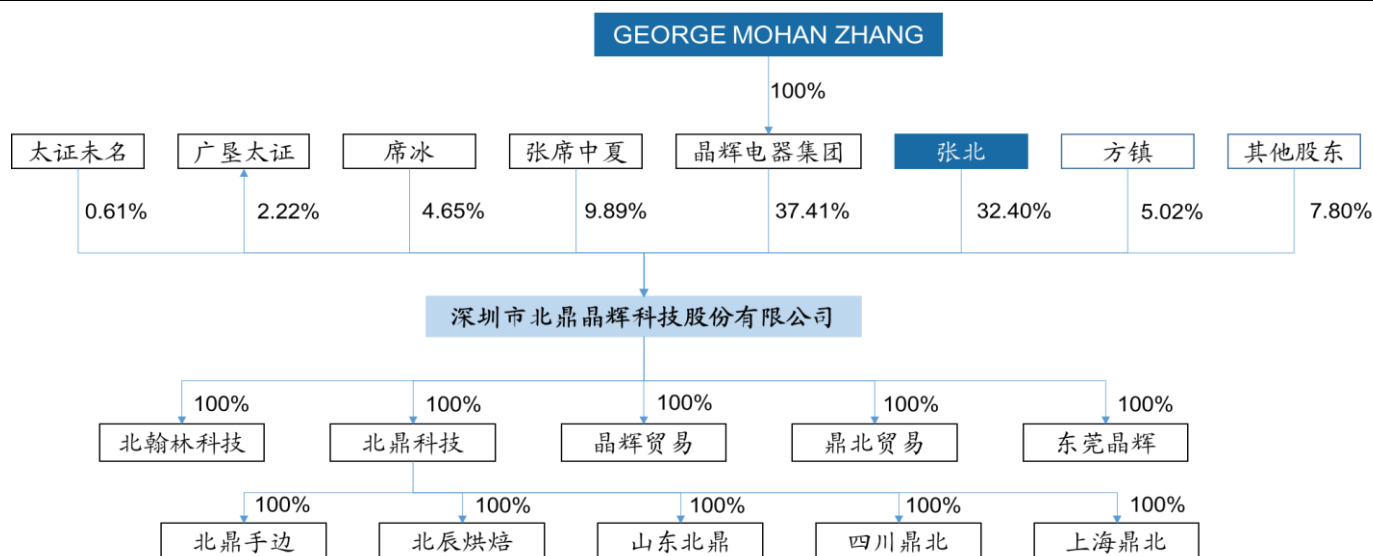 GEORGE MOHAN ZHANG
100%
太证未名 广垦太证 席冰 张席中夏 晶辉电器集团 张北 方镇 其他股东
0.61% 2.22% 4.65% 9.89% 37.41% 32.40% 5.02% 7.80%
深圳市北鼎晶辉科技股份有限公司
100% 100% 100% 100% 100%
北翰林科技 北鼎科技 晶辉贸易 鼎北贸易 东莞晶辉
100% 100% 100% 100% 100%
北鼎手边 北辰烘焙 山东北鼎 四川鼎北 上海鼎北